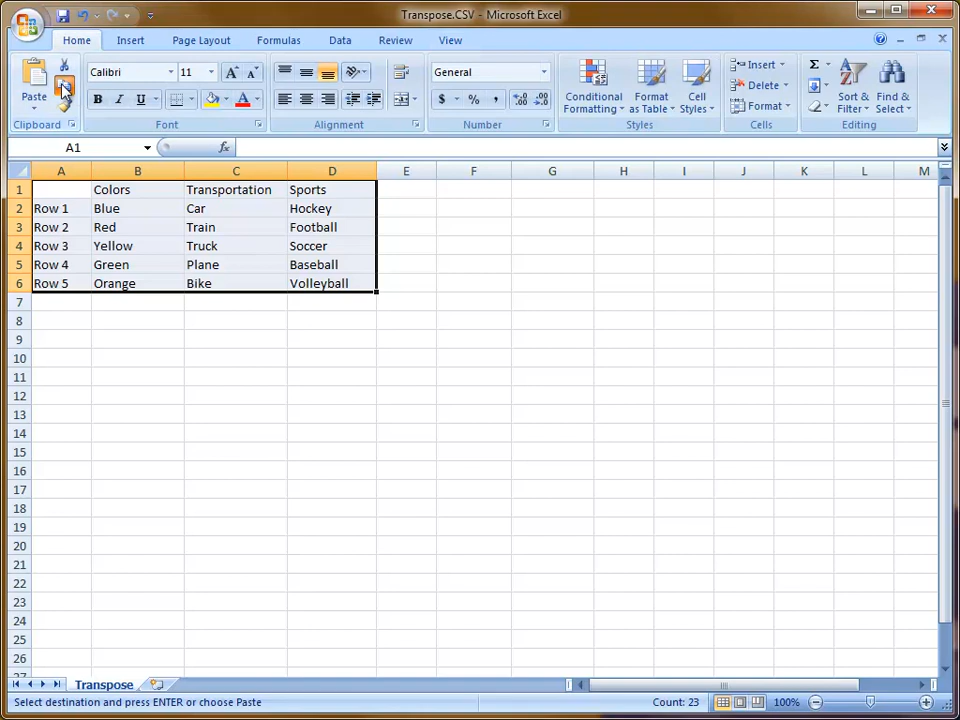 Transpose.CSV - Microsoft Excel
Home Insert Page Layout Formulas Data Review View
Calibri 11 General
Paste
B I U A $ % , Σ
Conditional Formatting
Format as Table
Cell Styles
Insert
Delete
Format
Sort & Filter
Find & Select
Clipboard Font Alignment Number Styles Cells Editing
A1 fx
A B C D E F G H I J K L M
1 Colors Transportation Sports
2 Row 1 Blue Car Hockey
3 Row 2 Red Train Football
4 Row 3 Yellow Truck Soccer
5 Row 4 Green Plane Baseball
6 Row 5 Orange Bike Volleyball
7
8
9
10
11
12
13
14
15
16
17
18
19
20
21
22
23
24
25
26
27
Transpose
Select destination and press ENTER or choose Paste Count: 23 100%